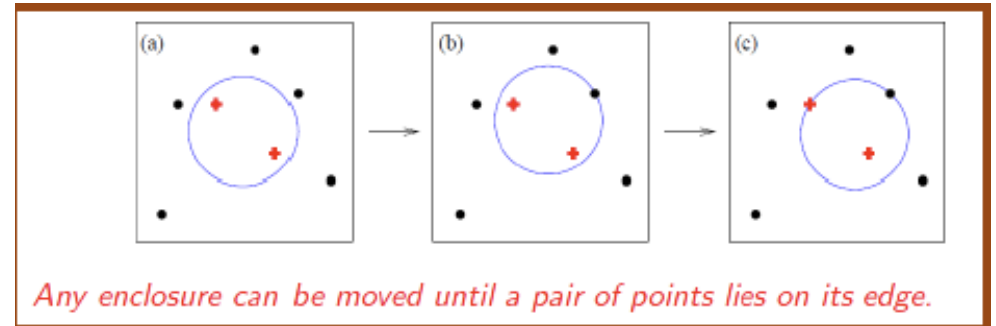 (a)
(b)
(c)
Any enclosure can be moved until a pair of points lies on its edge.